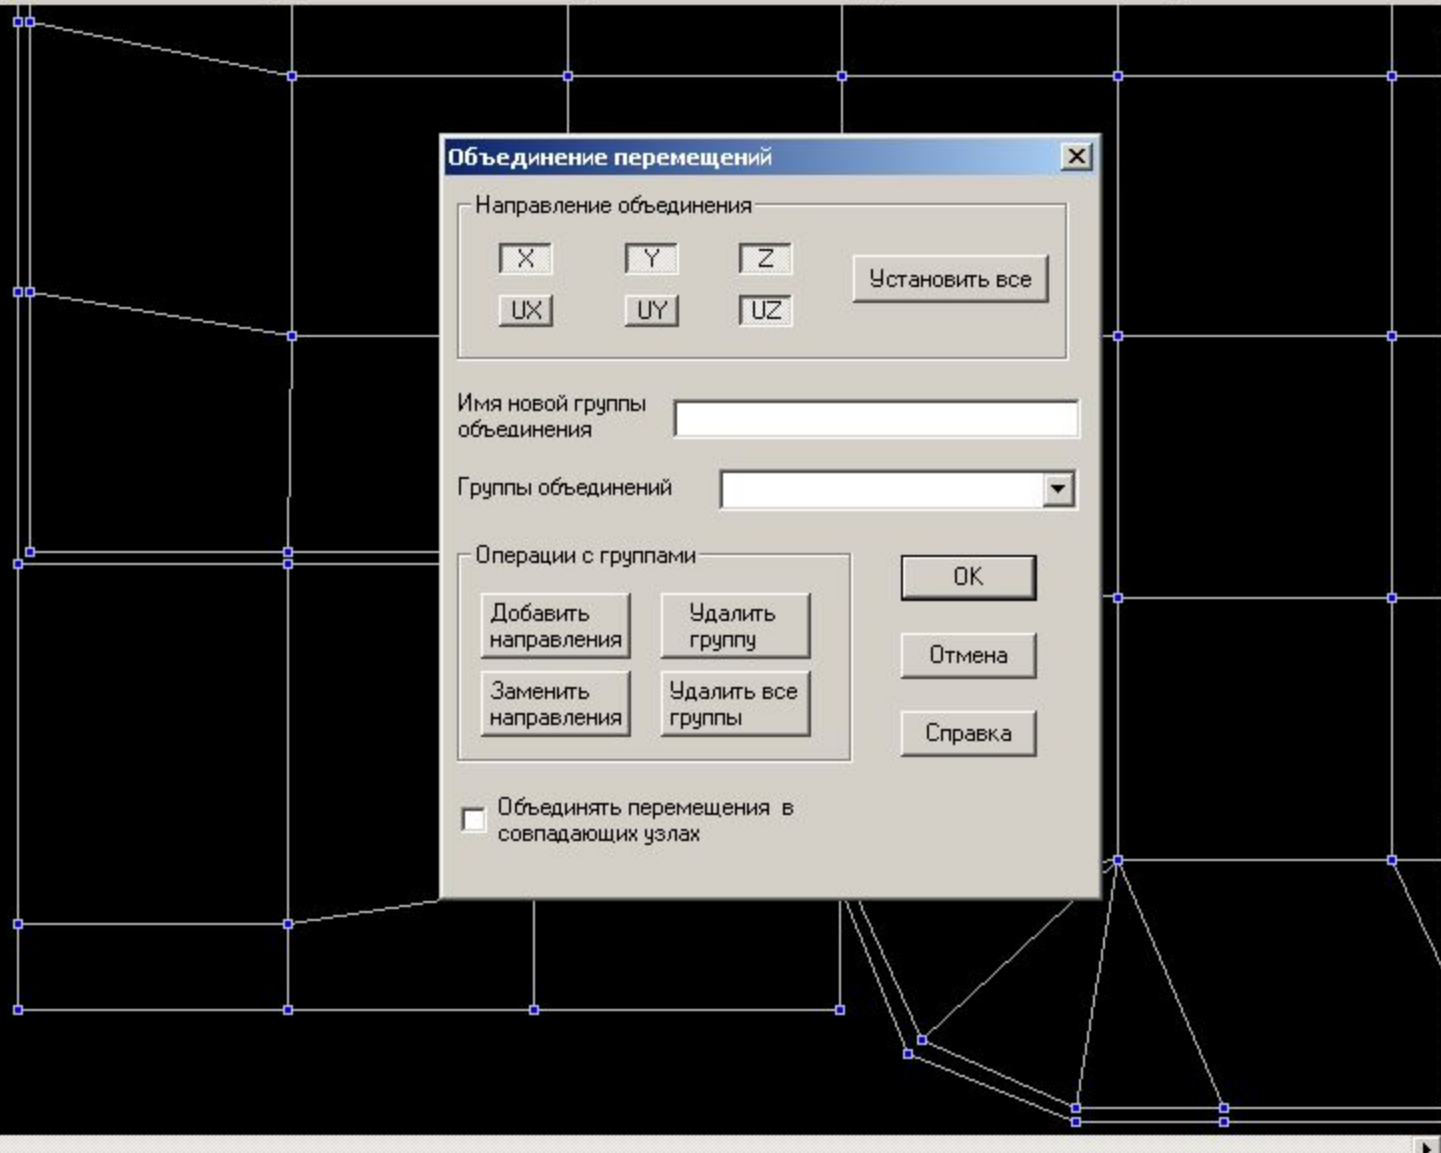 Объединение перемещений
Направление объединения
X Y Z
Установить все
UX UY UZ
Имя новой группы
объединения
Группы объединений
Операции с группами
Добавить
направления
Удалить
группу
Заменить
направления
Удалить все
группы
OK
Отмена
Справка
Объединять перемещения в
совпадающих узлах